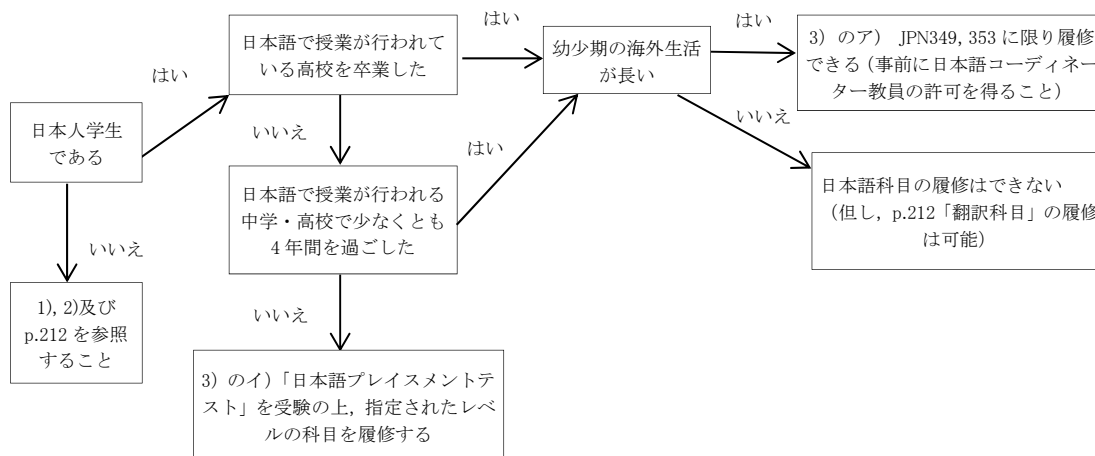 日本人学生
である
はい
いいえ
1), 2)及び
p.212 を参照
すること
日本語で授業が行われて
いる高校を卒業した
はい
いいえ
日本語で授業が行われる
中学・高校で少なくとも
4 年間を過ごした
はい
いいえ
3）のイ）「日本語プレイスメントテ
スト」を受験の上，指定されたレベ
ルの科目を履修する
幼少期の海外生活
が長い
はい
いいえ
3）のア） JPN349, 353 に限り履修
できる（事前に日本語コーディネー
ター教員の許可を得ること）
日本語科目の履修はできない
（但し，p.212「翻訳科目」の履修
は可能）